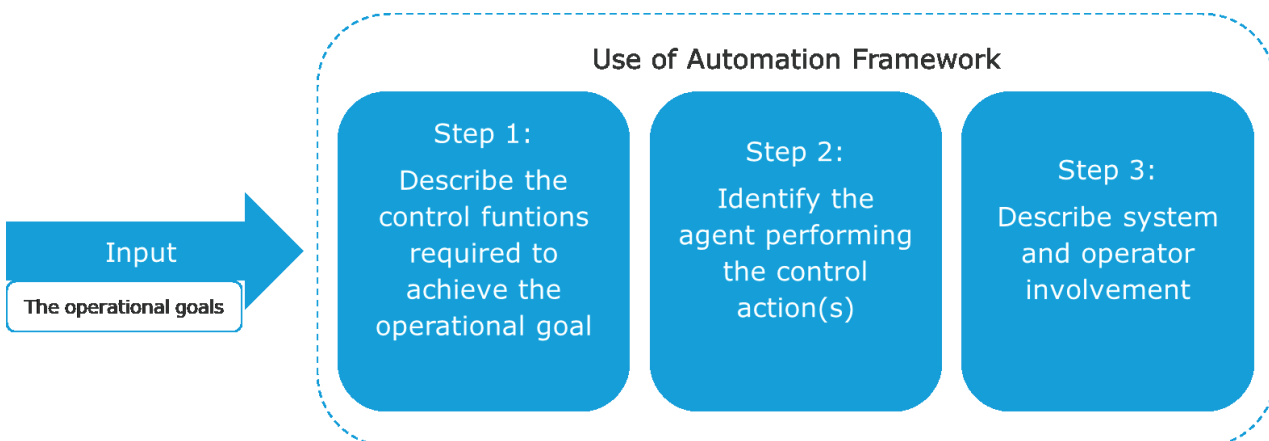 Use of Automation Framework
Input
The operational goals
Step 1:
Describe the
control funtions
required to
achieve the
operational goal
Step 2:
Identify the
agent performing
the control
action(s)
Step 3:
Describe system
and operator
involvement